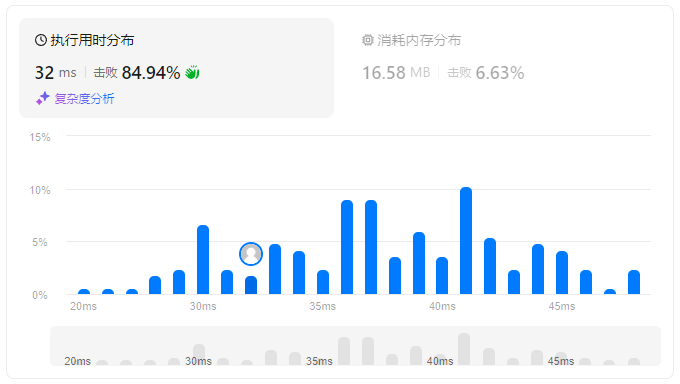 执行用时分布
32 ms 击败 84.94%
复杂度分析
消耗内存分布
16.58 MB 击败 6.63%
15%
10%
5%
0%
20ms 30ms 35ms 40ms 45ms
20ms 30ms 35ms 40ms 45ms